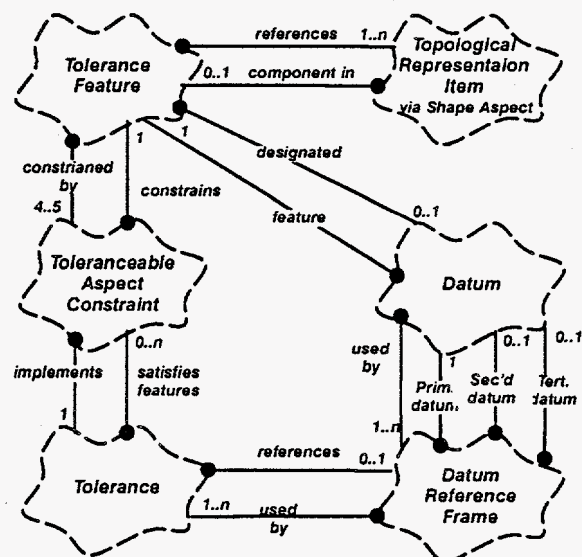 references
1..n
Tolerance
Feature
0..1
component in
Topological
Representaion
Item
via Shape Aspect
1
1
constrianed
by
constrains
designated
feature
4..5
0..1
Toleranceable
Aspect
Constraint
Datum
0..n
implements
satisfies
features
used
by
1
0..1
0..1
Prim.
datum
Sec'd
datum
Tert.
datum
1
1..n
Tolerance
references
0..1
Datum
Reference
Frame
1..n
used
by